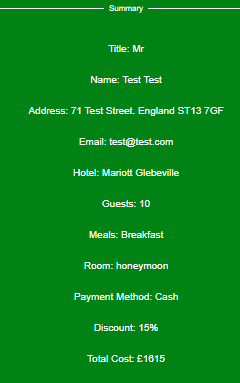 Summary
Title: Mr
Name: Test Test
Address: 71 Test Street. England ST13 7GF
Email: test@test.com
Hotel: Mariott Glebeville
Guests: 10
Meals: Breakfast
Room: honeymoon
Payment Method: Cash
Discount: 15%
Total Cost: £1615